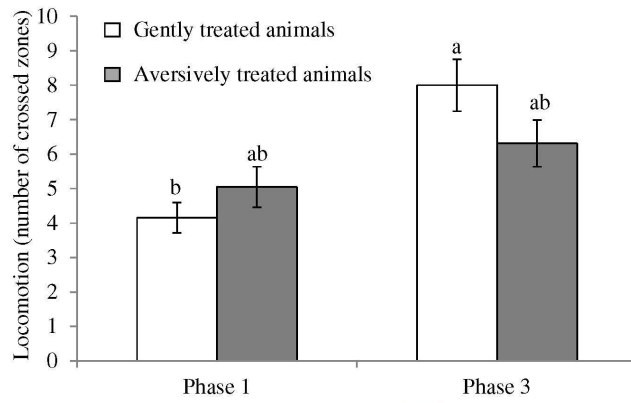 Locomotion (number of crossed zones)
10
9
8
7
6
5
4
3
2
1
0
Gently treated animals
Aversively treated animals
b
ab
a
ab
Phase 1
Phase 3